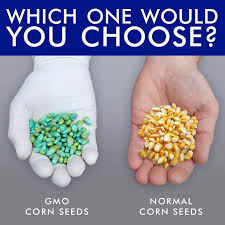 WHICH ONE WOULD
YOU CHOOSE?
GMO
CORN SEEDS
NORMAL
CORN SEEDS